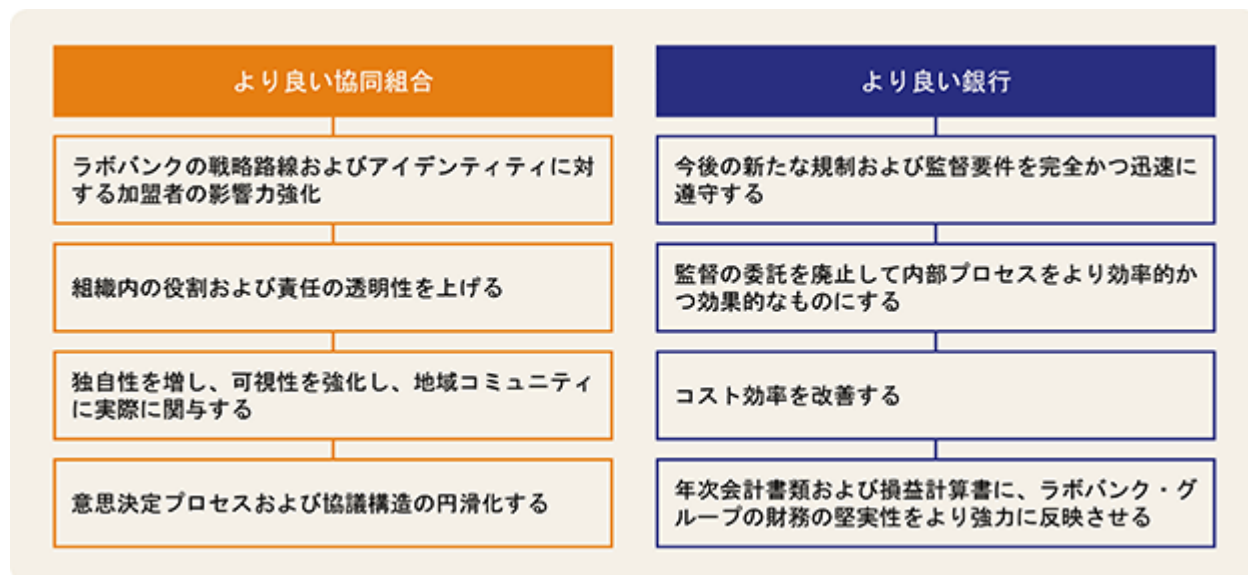 より良い協同組合
ラボバンクの戦略路線およびアイデンティティに対
する加盟者の影響力強化
組織内の役割および責任の透明性を上げる
独自性を増し、可視性を強化し、地域コミュニティ
に実際に関与する
意思決定プロセスおよび協議構造の円滑化する
より良い銀行
今後の新たな規制および監督要件を完全かつ迅速に
遵守する
監督の委託を廃止して内部プロセスをより効率的か
つ効果的なものにする
コスト効率を改善する
年次会計書類および損益計算書に、ラボバンク・グ
ループの財務の堅実性をより強力に反映させる